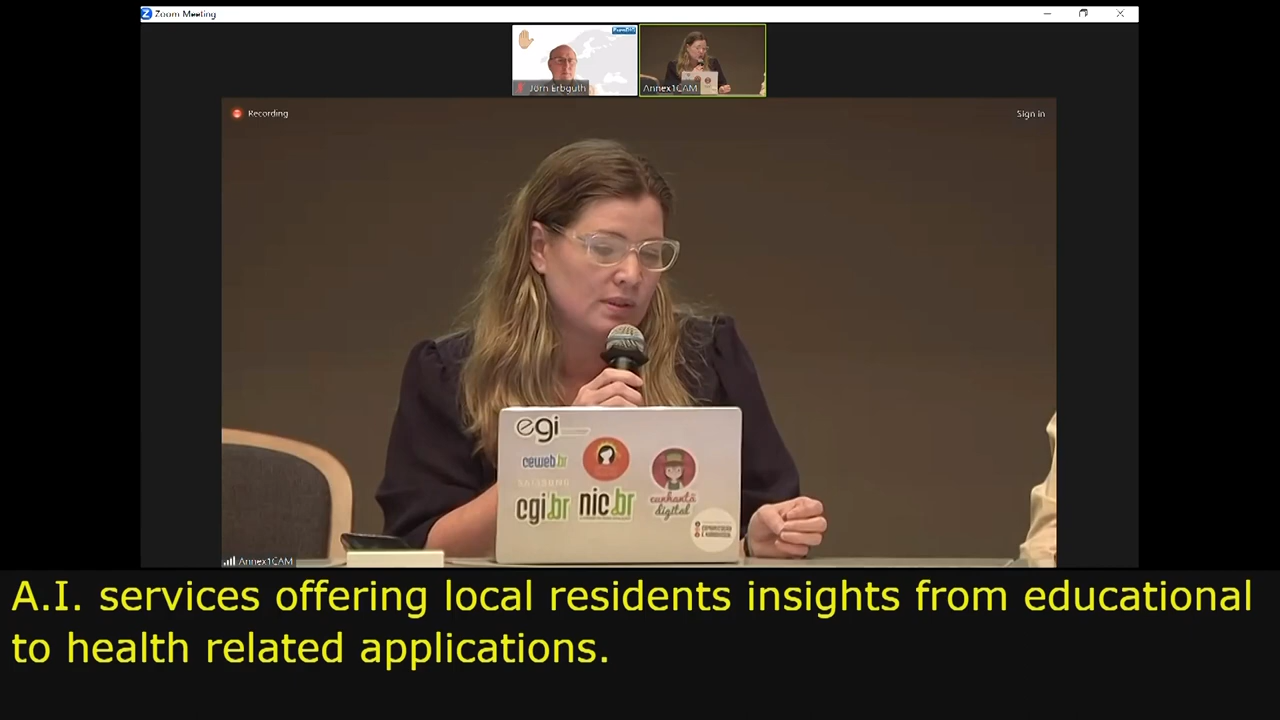 Zoom Meeting
Jörn Erbguth
Annex1CAM
Recording
Sign in
egi
ceweb.br
SAISBONG
cgi.br nic.br
cunhantã
digital
Annex1CAM
A.I. services offering local residents insights from educational
to health related applications.